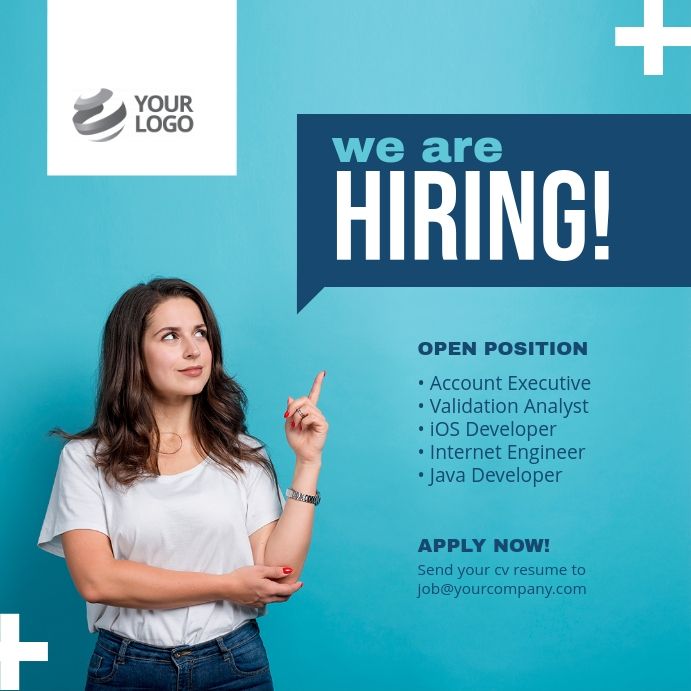 YOUR
LOGO
we are
HIRING!
OPEN POSITION
• Account Executive
• Validation Analyst
• iOS Developer
• Internet Engineer
• Java Developer
APPLY NOW!
Send your cv resume to
job@yourcompany.com